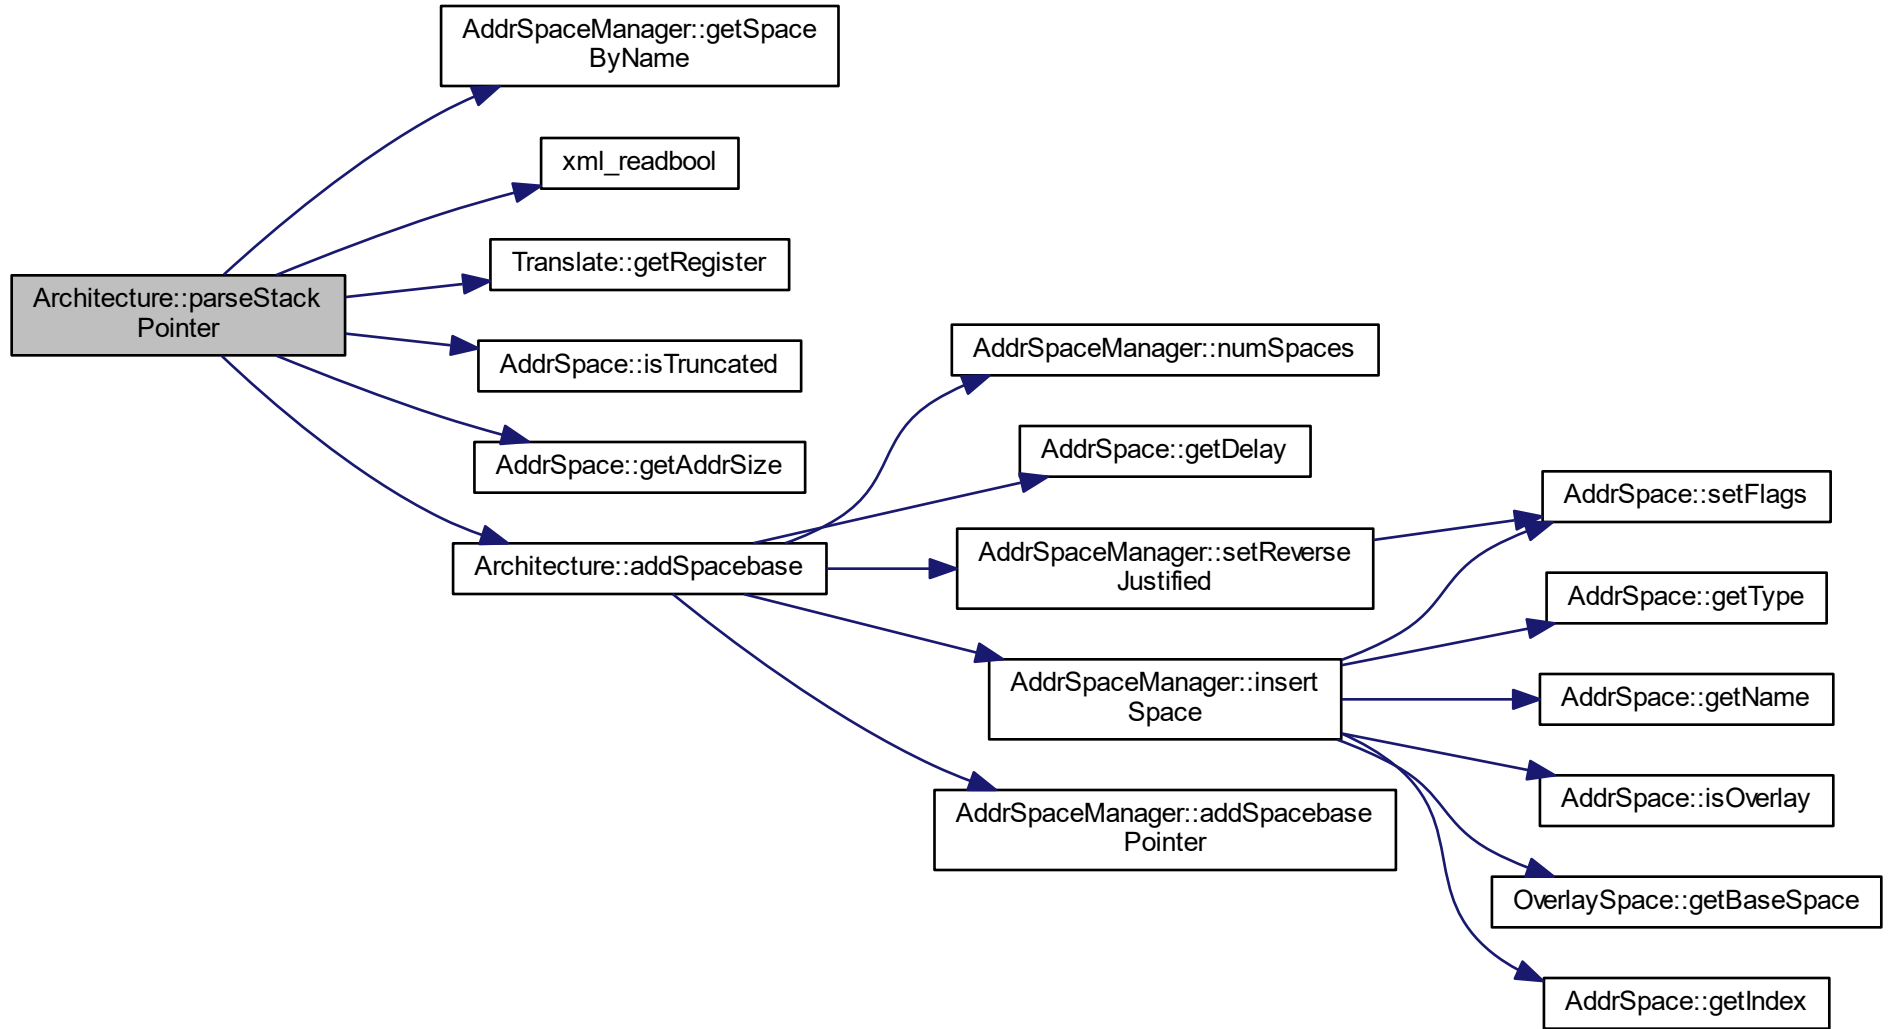 AddrSpaceManager::getSpace
ByName
xml_readbool
Translate::getRegister
Architecture::parseStack
Pointer
AddrSpace::isTruncated
AddrSpace::getAddrSize
Architecture::addSpacebase
AddrSpaceManager::numSpaces
AddrSpace::getDelay
AddrSpaceManager::setReverse
Justified
AddrSpaceManager::insert
Space
AddrSpaceManager::addSpacebase
Pointer
AddrSpace::setFlags
AddrSpace::getType
AddrSpace::getName
AddrSpace::isOverlay
OverlaySpace::getBaseSpace
AddrSpace::getIndex